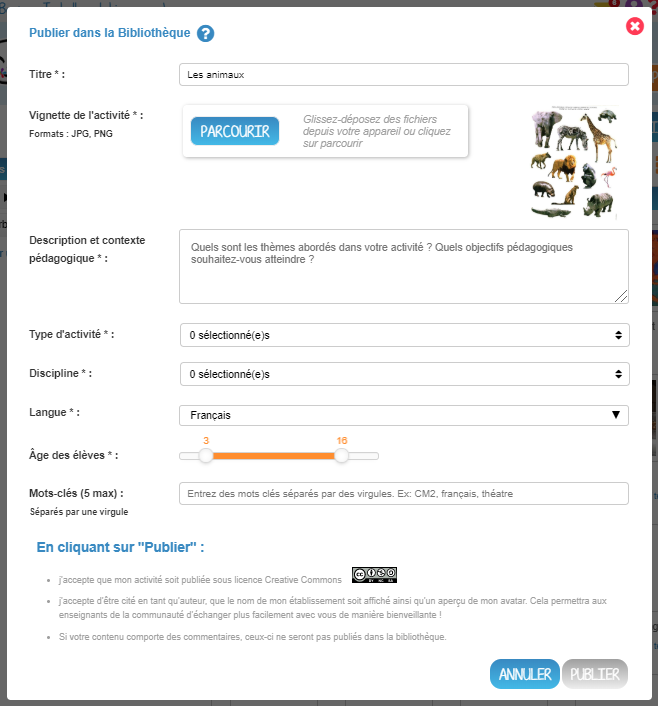 Publier dans la Bibliothèque ?
Titre * :
Les animaux
Vignette de l'activité * :
Formats : JPG, PNG
PARCOURIR
Glissez-déposez des fichiers
depuis votre appareil ou cliquez
sur parcourir
Description et contexte
pédagogique * :
Quels sont les thèmes abordés dans votre activité ? Quels objectifs pédagogiques
souhaitez-vous atteindre ?
Type d'activité * :
0 sélectionné(e)s
Discipline * :
0 sélectionné(e)s
Langue * :
Français
3 16
Âge des élèves * :
Mots-clés (5 max) :
Entrez des mots clés séparés par des virgules. Ex: CM2, français, théatre
Séparés par une virgule
En cliquant sur "Publier" :
j'accepte que mon activité soit publiée sous licence Creative Commons
BY NC SA
j'accepte d'être cité en tant qu'auteur, que le nom de mon établissement soit affiché ainsi qu'un aperçu de mon avatar. Cela permettra aux
enseignants de la communauté d'échanger plus facilement avec vous de manière bienveillante !
Si votre contenu comporte des commentaires, ceux-ci ne seront pas publiés dans la bibliothèque.
ANNULER PUBLIER